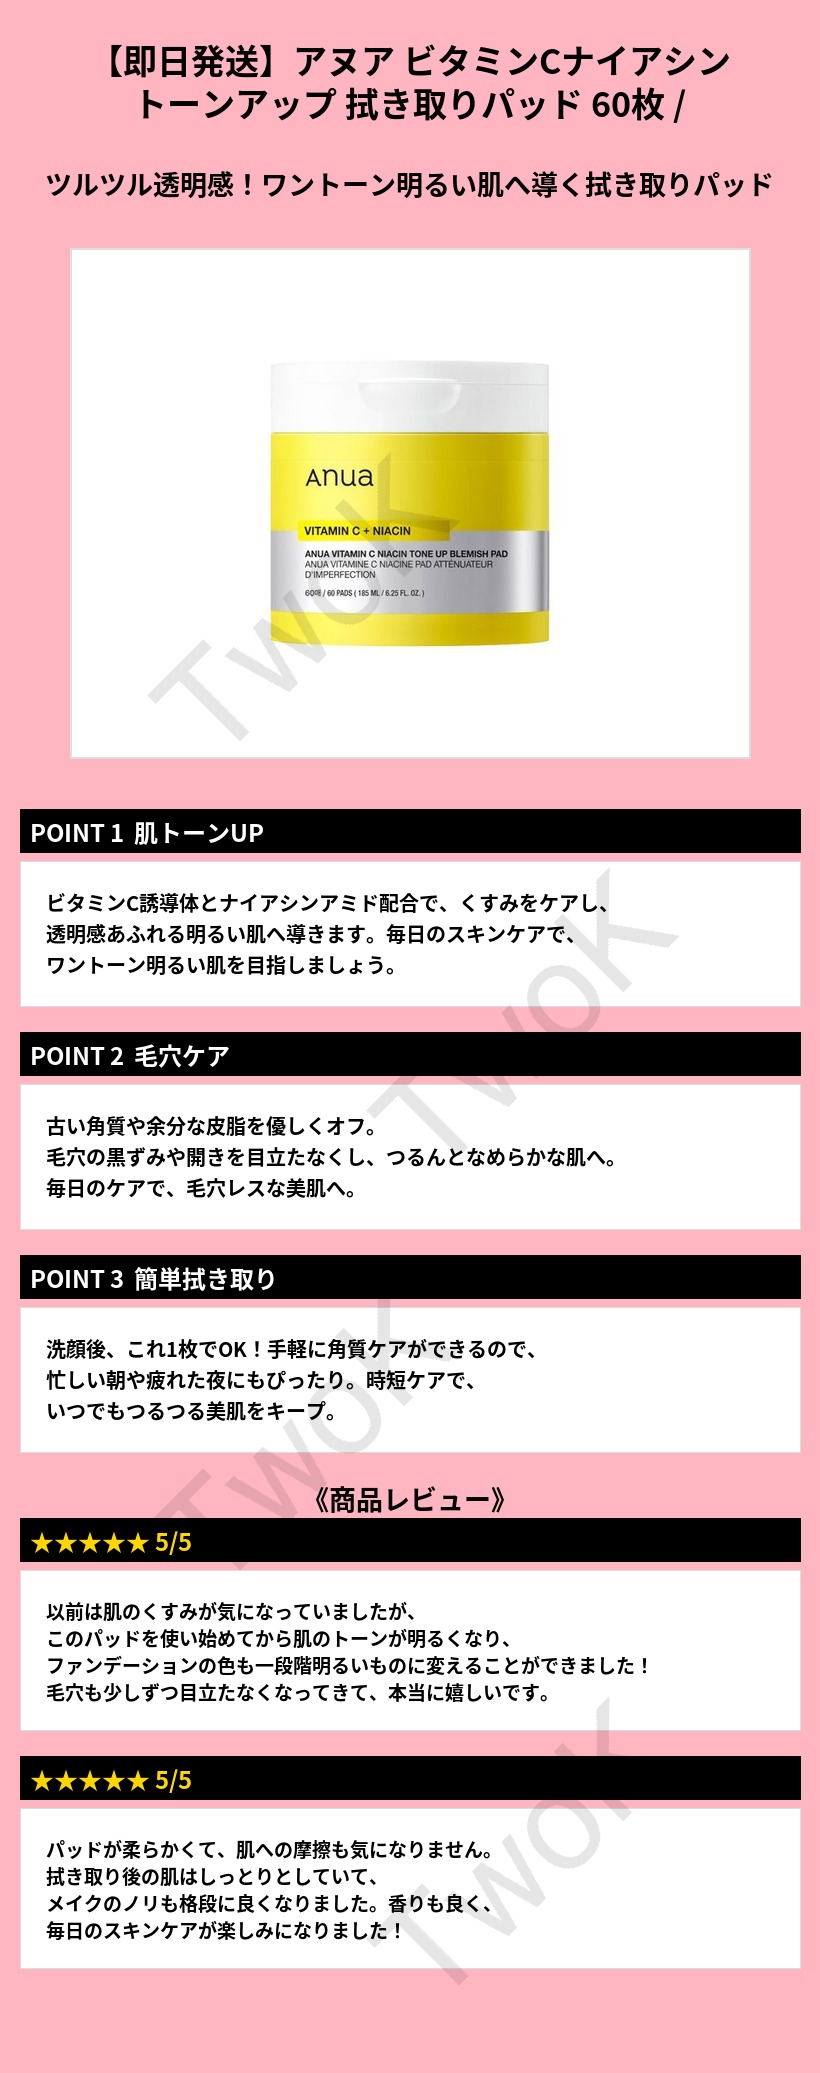 【即日発送】アヌア ビタミンCナイアシン
トーンアップ 拭き取りパッド 60枚 /
ツルツル透明感！ワントーン明るい肌へ導く拭き取りパッド
Anua
VITAMIN C + NIACIN
ANUA VITAMIN C NIACIN TONE UP BLEMISH PAD
ANUA VITAMINE C NIACINE PAD ATTÉNUATEUR
D'IMPERFECTION
60매 / 60 PADS ( 185 ML / 6.25 FL. OZ. )
TwoK
POINT 1 肌トーンUP
ビタミンC誘導体とナイアシンアミド配合で、くすみをケアし、
透明感あふれる明るい肌へ導きます。毎日のスキンケアで、
ワントーン明るい肌を目指しましょう。
TwoK
POINT 2 毛穴ケア
古い角質や余分な皮脂を優しくオフ。
毛穴の黒ずみや開きを目立たなくし、つるんとなめらかな肌へ。
毎日のケアで、毛穴レスな美肌へ。
POINT 3 簡単拭き取り
洗顔後、これ1枚でOK！手軽に角質ケアができるので、
忙しい朝や疲れた夜にもぴったり。時短ケアで、
いつでもつるつる美肌をキープ。
TwoK
《商品レビュー》
★★★★★ 5/5
以前は肌のくすみが気になっていましたが、
このパッドを使い始めてから肌のトーンが明るくなり、
ファンデーションの色も一段階明るいものに変えることができました！
毛穴も少しずつ目立たなくなってきて、本当に嬉しいです。
★★★★★ 5/5
パッドが柔らかくて、肌への摩擦も気になりません。
拭き取り後の肌はしっとりとしていて、
メイクのノリも格段に良くなりました。香りも良く、
毎日のスキンケアが楽しみになりました！
TwoK